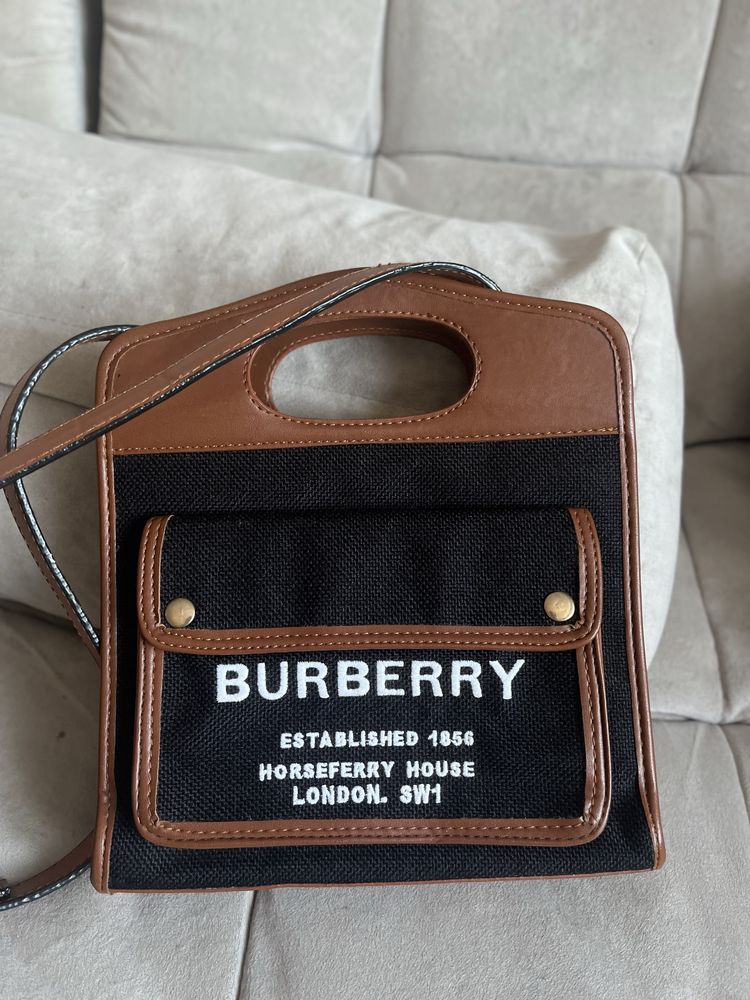 BURBERRY
ESTABLISHED 1856
HORSEFERRY HOUSE
LONDON. SW1